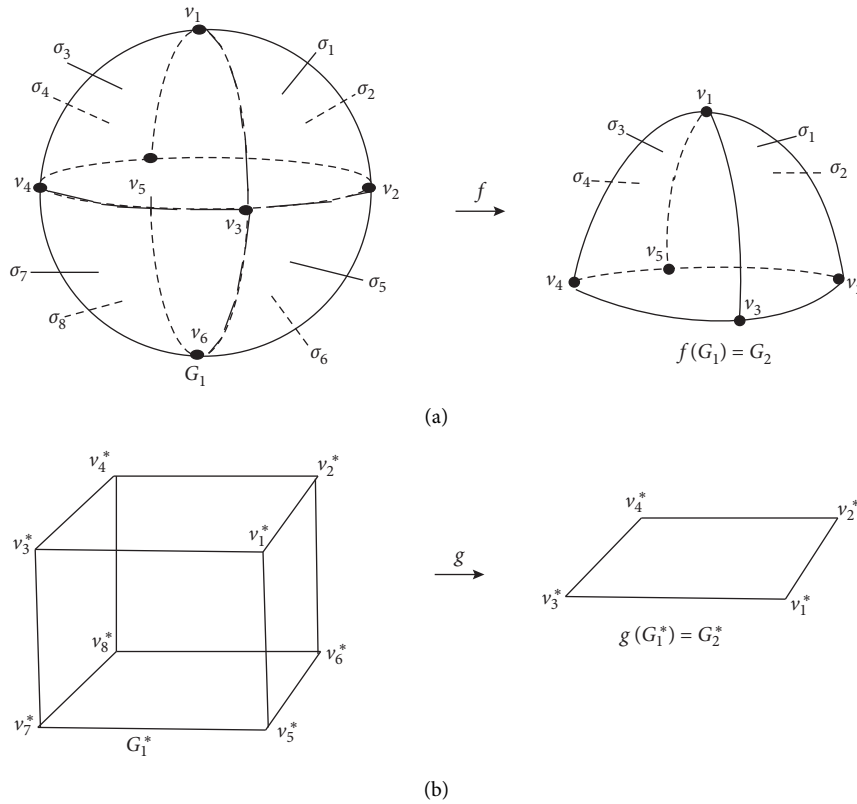 v₁
σ₃ σ₁
σ₄ σ₂
v₄ v₅ v₂
v₃
σ₇ σ₅
σ₈ v₆ σ₆
G₁
f
v₁
σ₃ σ₁
σ₄ σ₂
v₅
v₄
v₃
f(G₁) = G₂
(a)
v₄* v₂*
v₃* v₁*
v₈* v₆*
v₇* v₅*
G₁*
g
v₄* v₂*
v₃* v₁*
g(G₁*) = G₂*
(b)